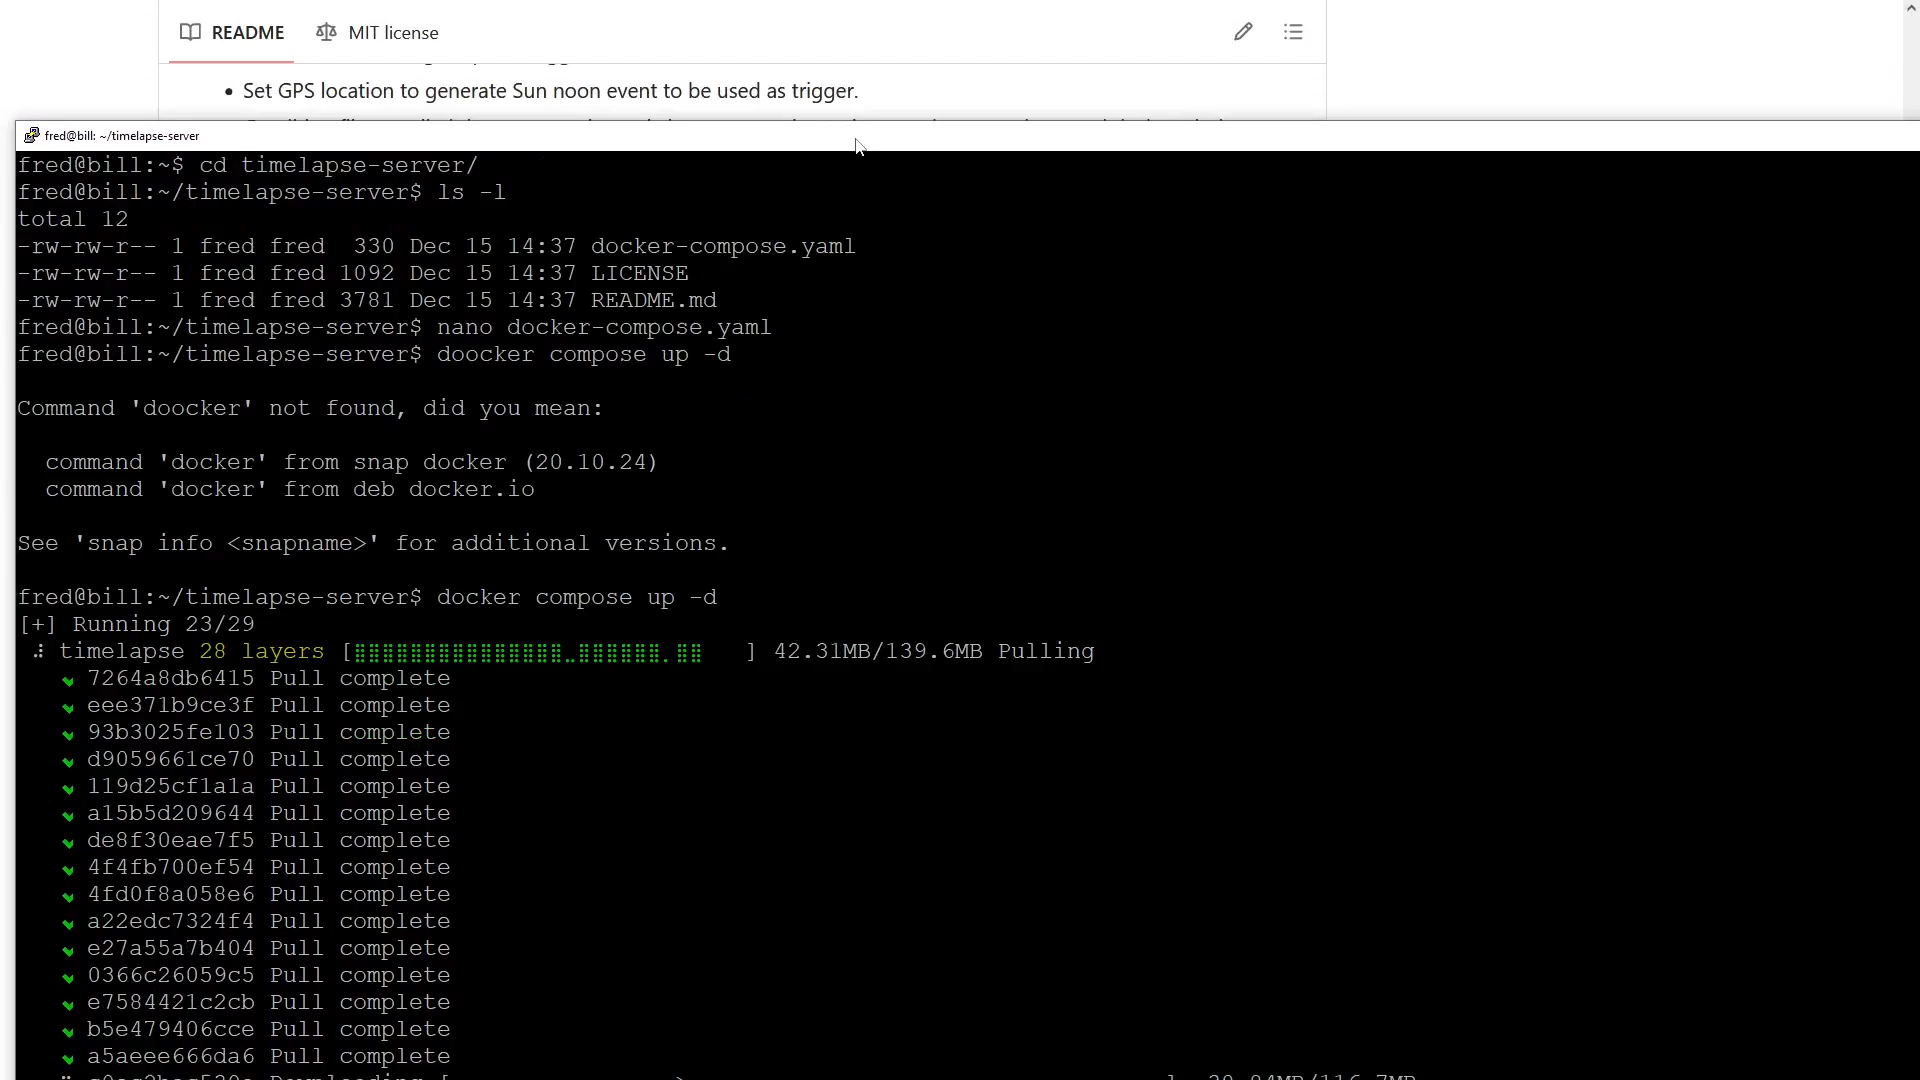 README MIT license
• Set GPS location to generate Sun noon event to be used as trigger.
fred@bill: ~/timelapse-server
fred@bill:~$ cd timelapse-server/
fred@bill:~/timelapse-server$ ls -l
total 12
-rw-rw-r-- 1 fred fred  330 Dec 15 14:37 docker-compose.yaml
-rw-rw-r-- 1 fred fred 1092 Dec 15 14:37 LICENSE
-rw-rw-r-- 1 fred fred 3781 Dec 15 14:37 README.md
fred@bill:~/timelapse-server$ nano docker-compose.yaml
fred@bill:~/timelapse-server$ doocker compose up -d
Command 'doocker' not found, did you mean:
command 'docker' from snap docker (20.10.24)
command 'docker' from deb docker.io
See 'snap info <snapname>' for additional versions.
fred@bill:~/timelapse-server$ docker compose up -d
[+] Running 23/29
timelapse 28 layers [ ] 42.31MB/139.6MB Pulling
7264a8db6415 Pull complete
eee371b9ce3f Pull complete
93b3025fe103 Pull complete
d9059661ce70 Pull complete
119d25cf1a1a Pull complete
a15b5d209644 Pull complete
de8f30eae7f5 Pull complete
4f4fb700ef54 Pull complete
4fd0f8a058e6 Pull complete
a22edc7324f4 Pull complete
e27a55a7b404 Pull complete
0366c26059c5 Pull complete
e7584421c2cb Pull complete
b5e479406cce Pull complete
a5aeee666da6 Pull complete